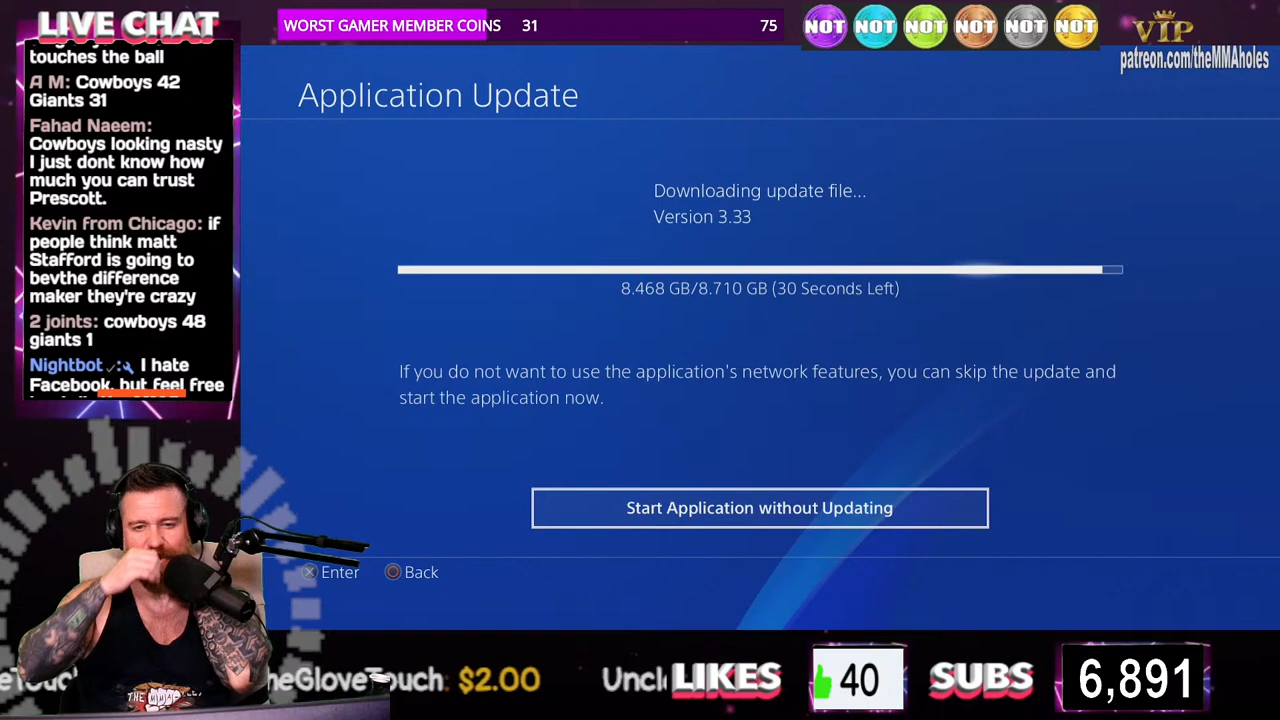 LIVE CHAT
touches the ball
A M: Cowboys 42
Giants 31
Fahad Naeem:
Cowboys looking nasty
I just dont know how
much you can trust
Prescott.
Kevin from Chicago: if
people think matt
Stafford is going to
bevthe difference
maker they're crazy
2 joints: cowboys 48
giants 1
Nightbot I hate
Facebook, but feel free
WORST GAMER MEMBER COINS 31 75
NOT NOT NOT NOT NOT NOT
VIP
patreon.com/theMMAholes
Application Update
Downloading update file...
Version 3.33
8.468 GB/8.710 GB (30 Seconds Left)
If you do not want to use the application's network features, you can skip the update and
start the application now.
Start Application without Updating
Enter Back
THE
heGloveTouch: $2.00 Uncl LIKES 40 SUBS 6,891